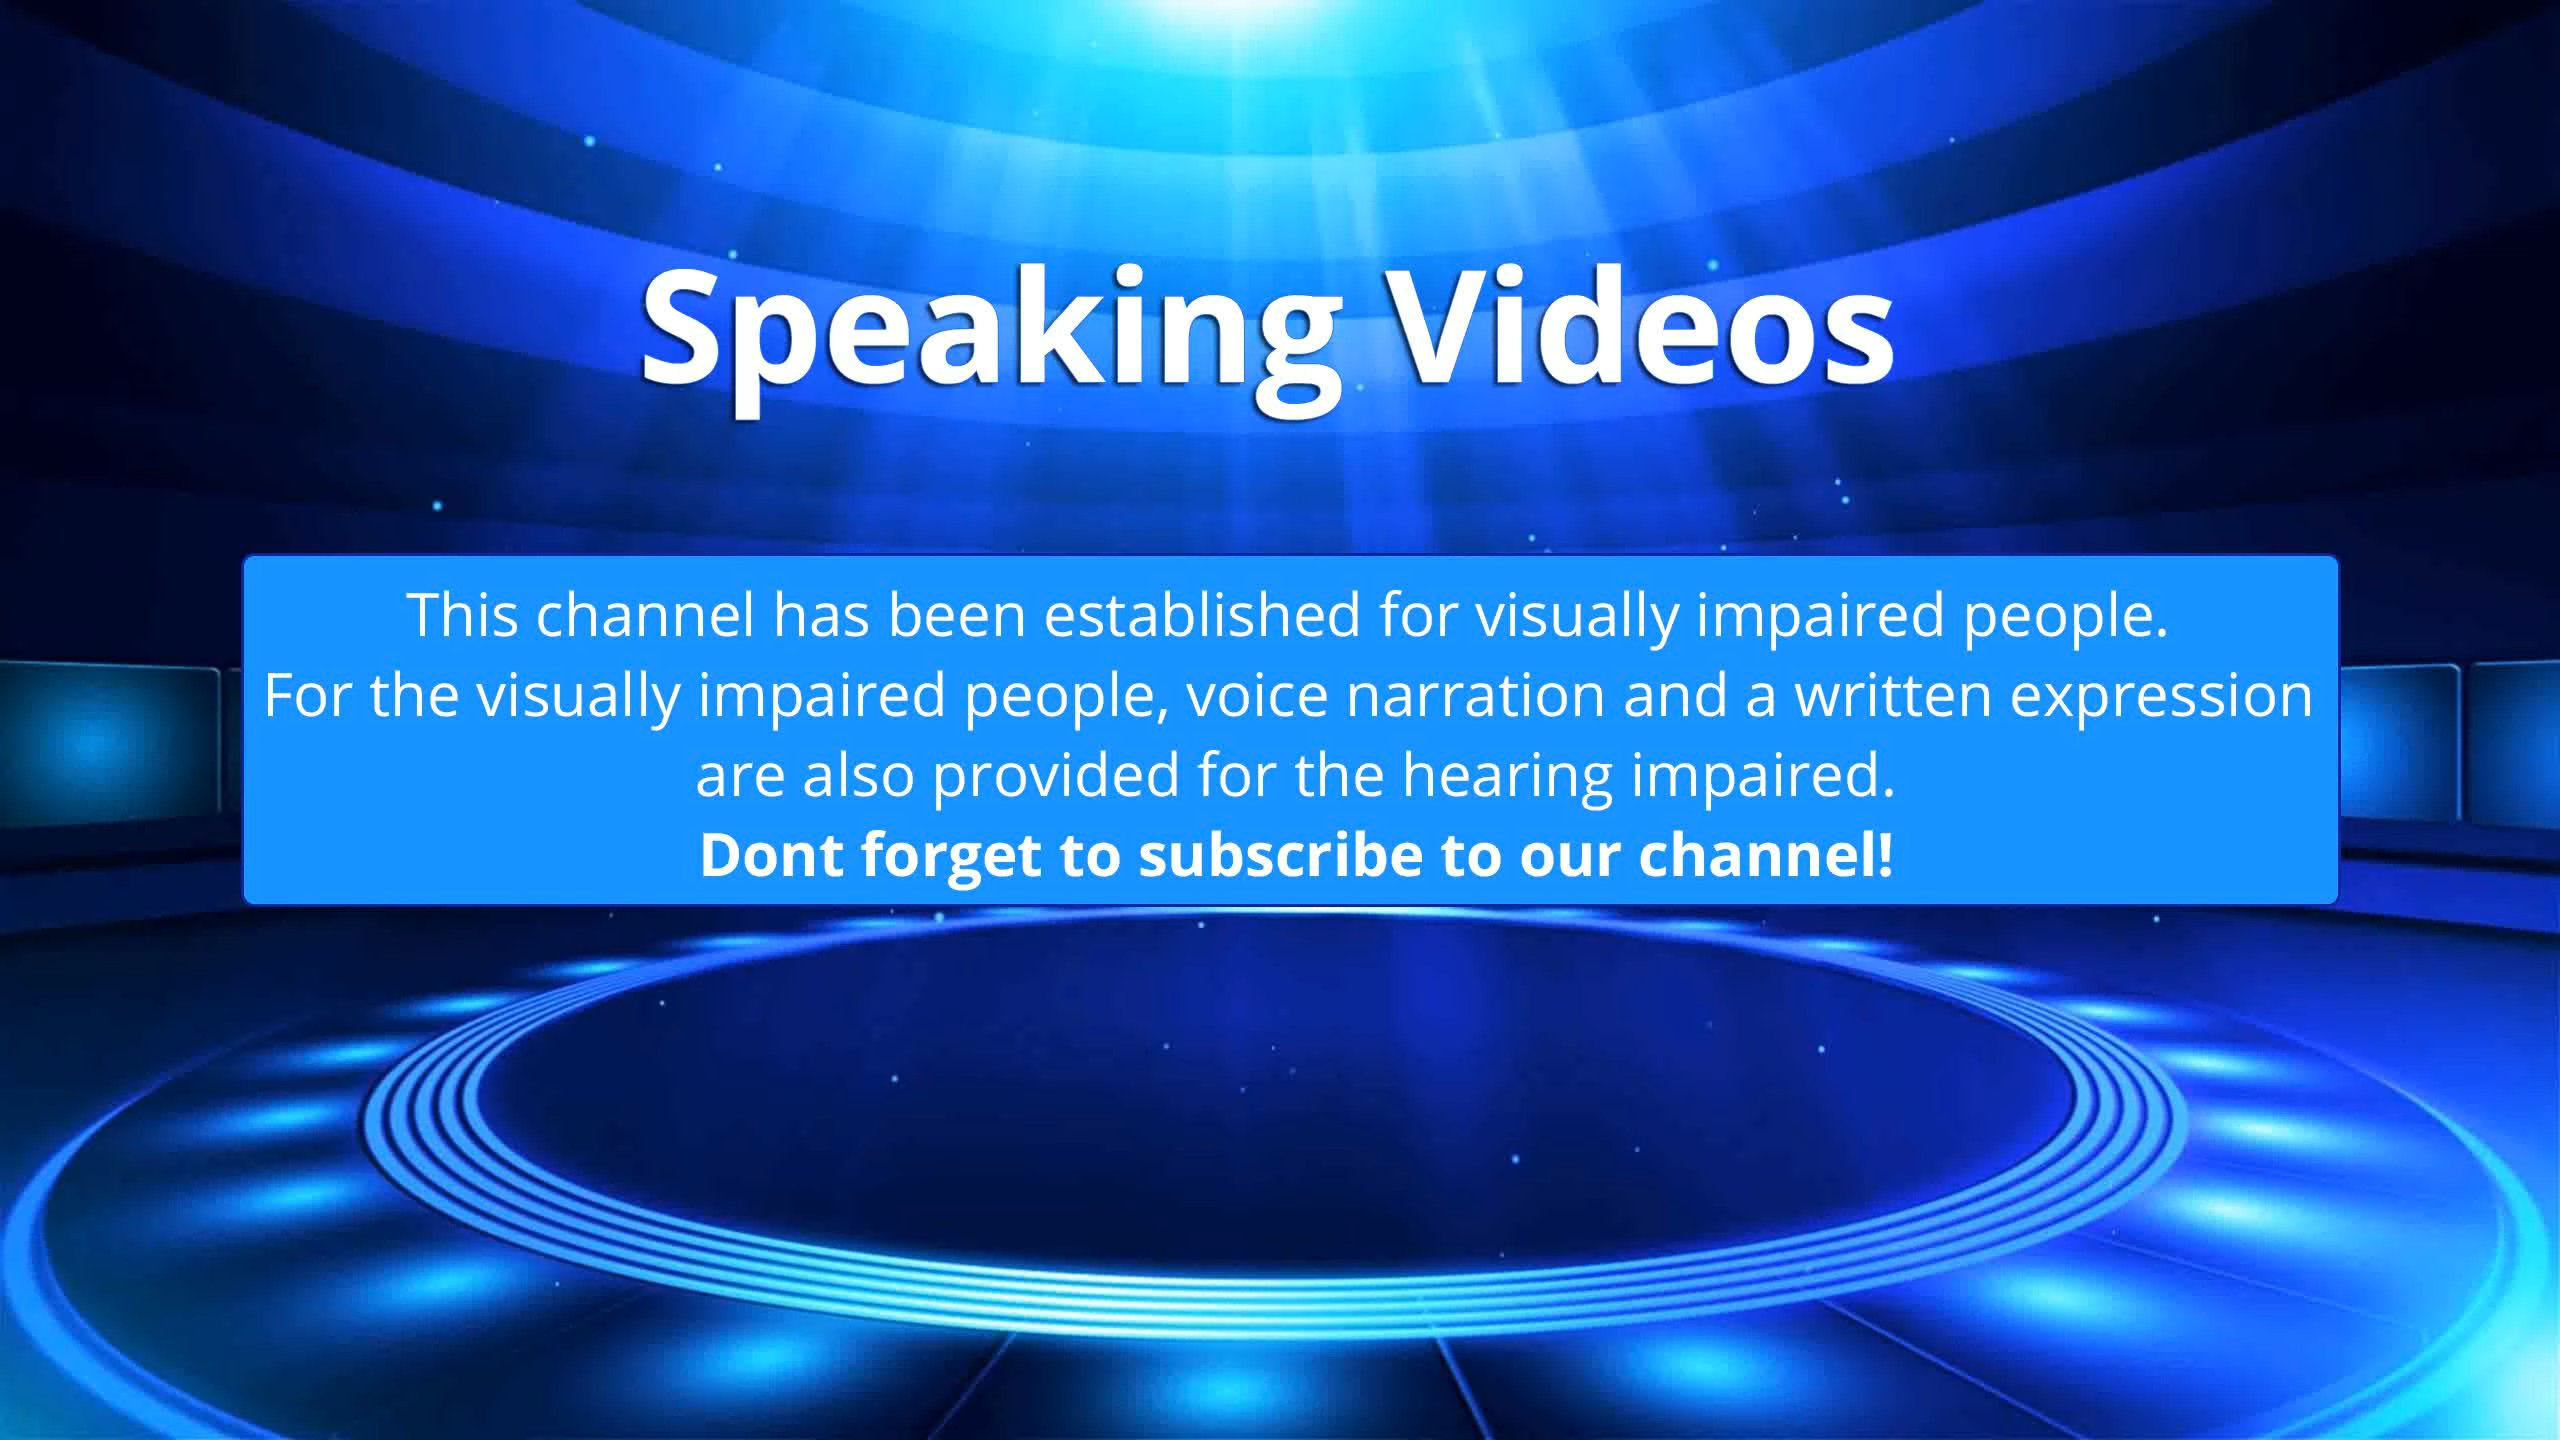 Speaking Videos
This channel has been established for visually impaired people.
For the visually impaired people, voice narration and a written expression
are also provided for the hearing impaired.
Dont forget to subscribe to our channel!